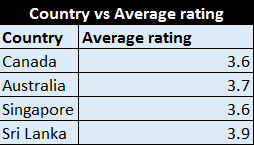 Country vs Average rating
Country Average rating
Canada 3.6
Australia 3.7
Singapore 3.6
Sri Lanka 3.9